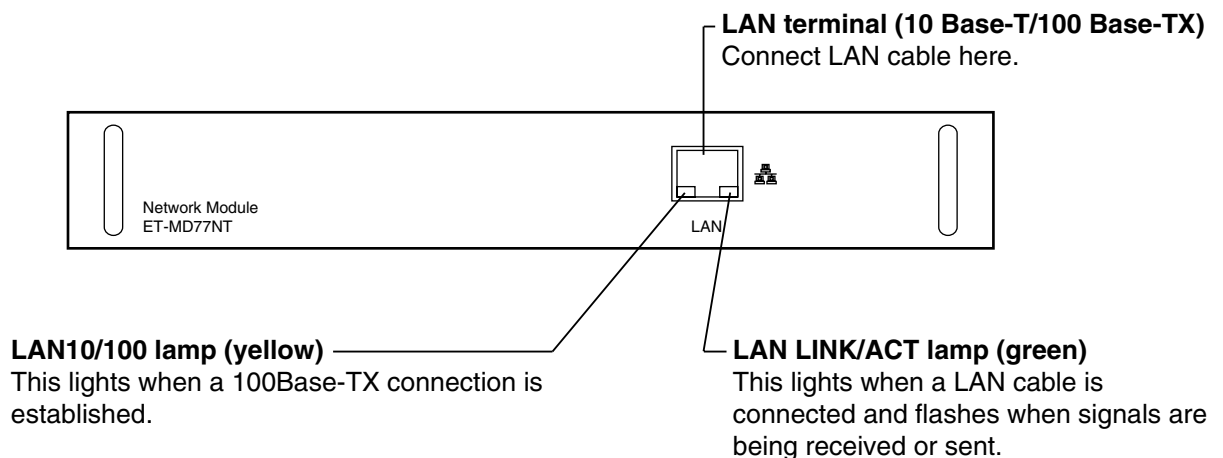 LAN terminal (10 Base-T/100 Base-TX)
Connect LAN cable here.
Network Module
ET-MD77NT
LAN
LAN10/100 lamp (yellow)
This lights when a 100Base-TX connection is
established.
LAN LINK/ACT lamp (green)
This lights when a LAN cable is
connected and flashes when signals are
being received or sent.